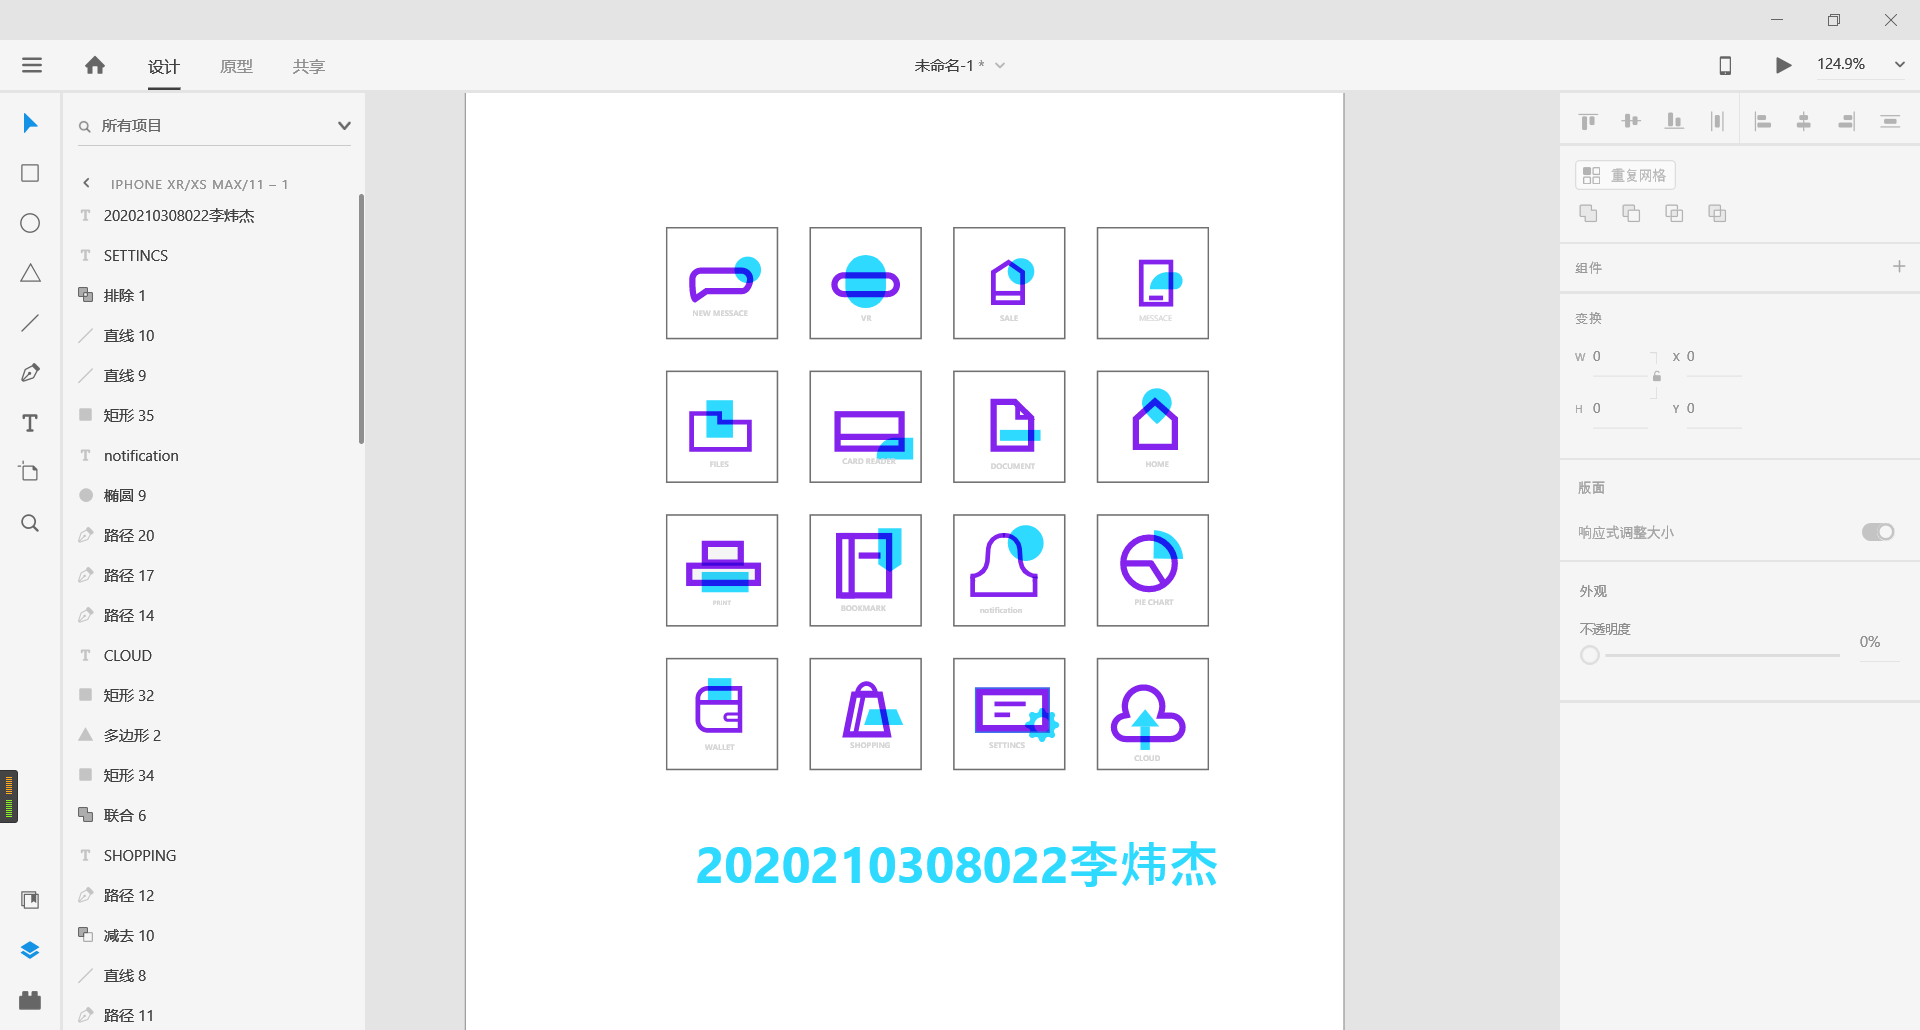 设计 原型 共享
未命名-1 *
124.9%
所有项目
IPHONE XR/XS MAX/11 – 1
2020210308022李炜杰
SETTINCS
排除 1
直线 10
直线 9
矩形 35
notification
椭圆 9
路径 20
路径 17
路径 14
CLOUD
矩形 32
多边形 2
矩形 34
联合 6
SHOPPING
路径 12
减去 10
直线 8
路径 11
NEW MESSACE
VR
SALE
MESSACE
FILES
CARD READER
DOCUMENT
HOME
PRINT
BOOKMARK
notification
PIE CHART
WALLET
SHOPPING
SETTINCS
CLOUD
2020210308022李炜杰
重复网格
组件
变换
W 0 X 0
H 0 Y 0
版面
响应式调整大小
外观
不透明度
0%